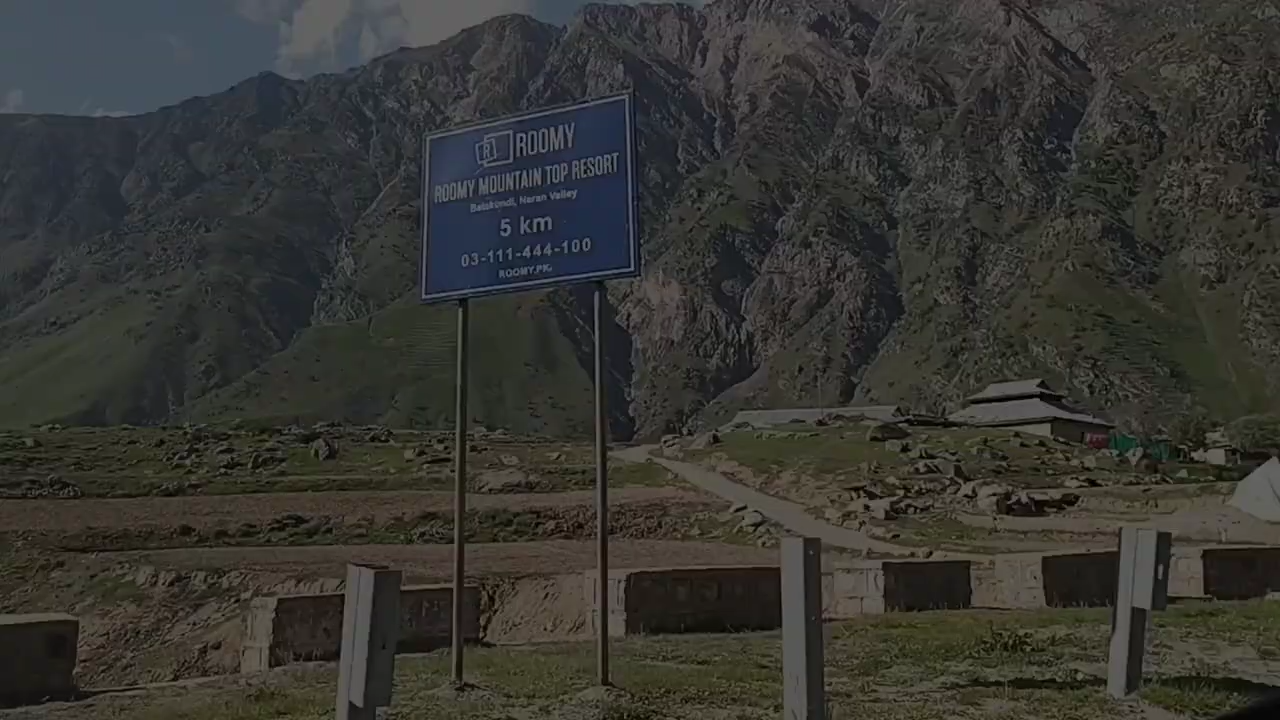 R
ROOMY
ROOMY MOUNTAIN TOP RESORT
Batakundi, Naran Valley
5 km
03-111-444-100
ROOMY.PK